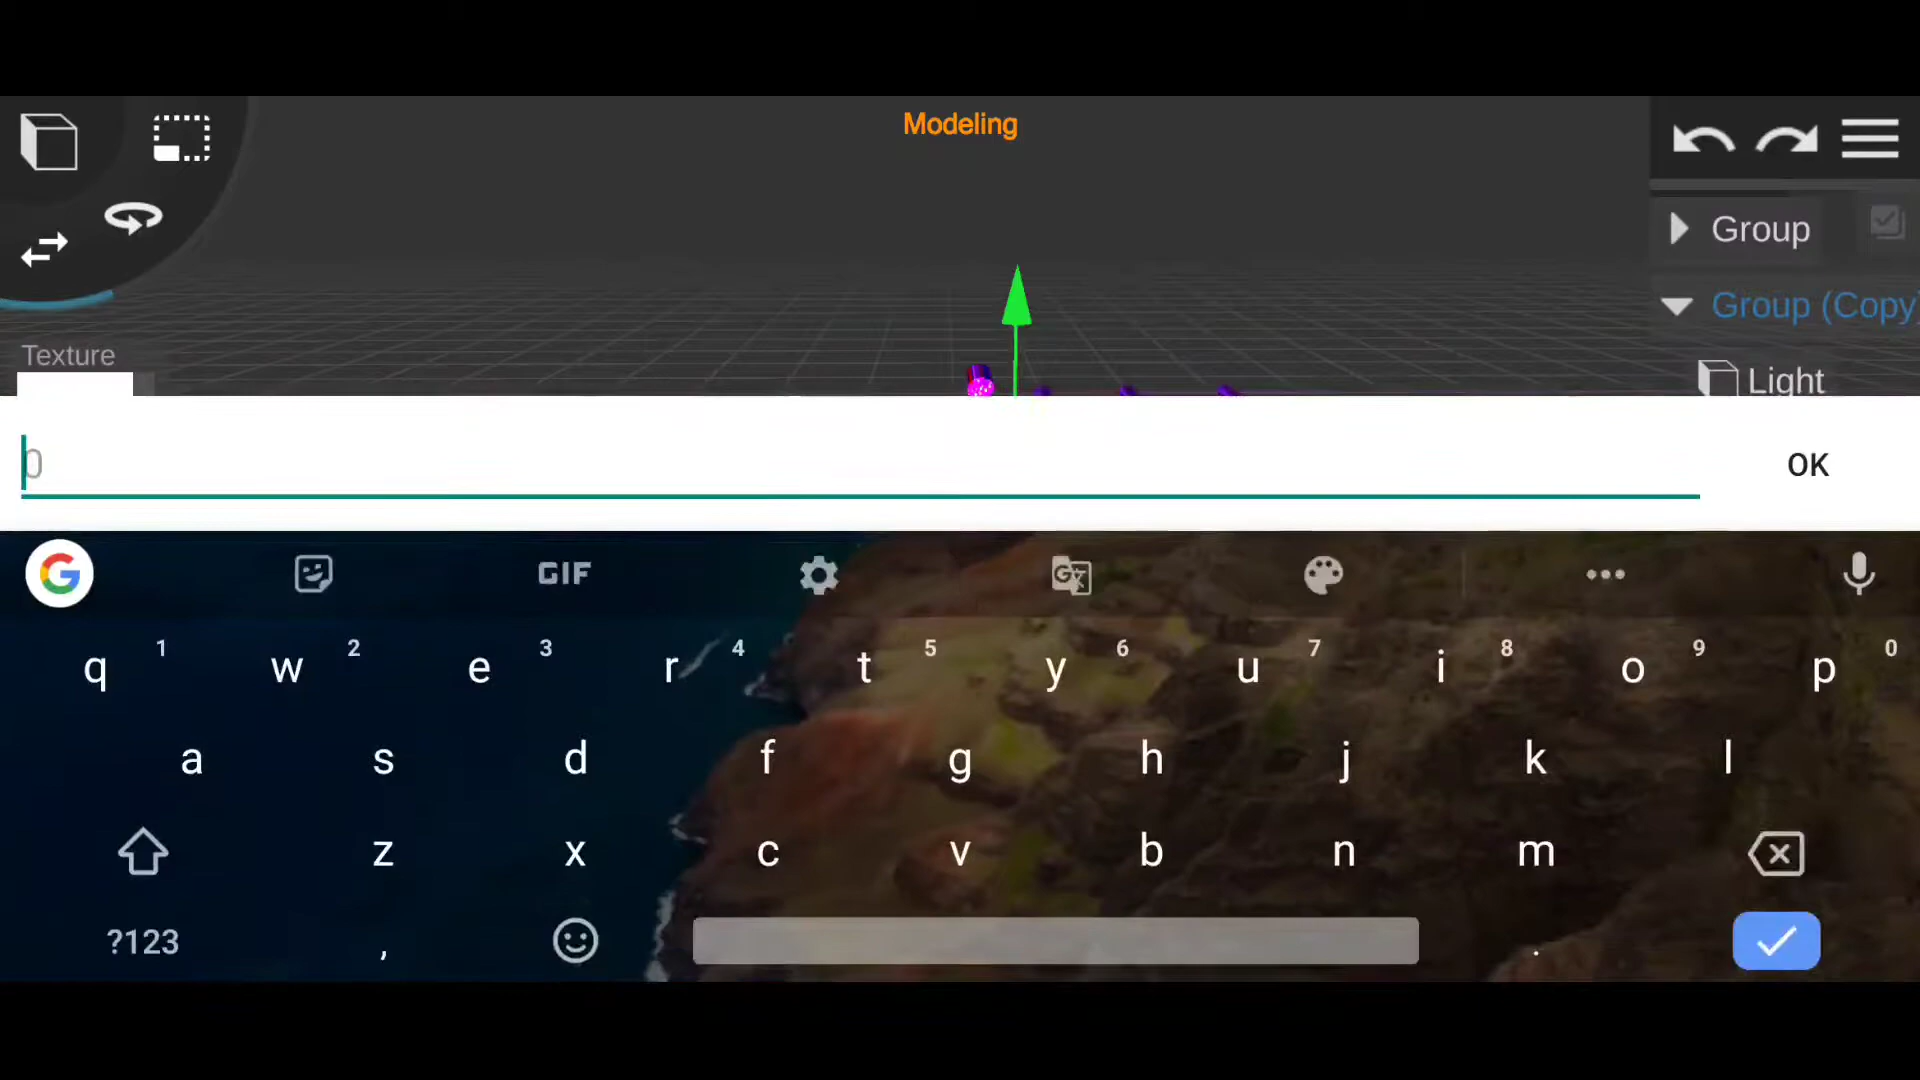 Modeling
Group
Group (Copy)
Texture
Light
0
OK
G GIF G
q 1 w 2 e 3 r 4 t 5 y 6 u 7 i 8 o 9 p 0
a s d f g h j k l
z x c v b n m
?123 , .